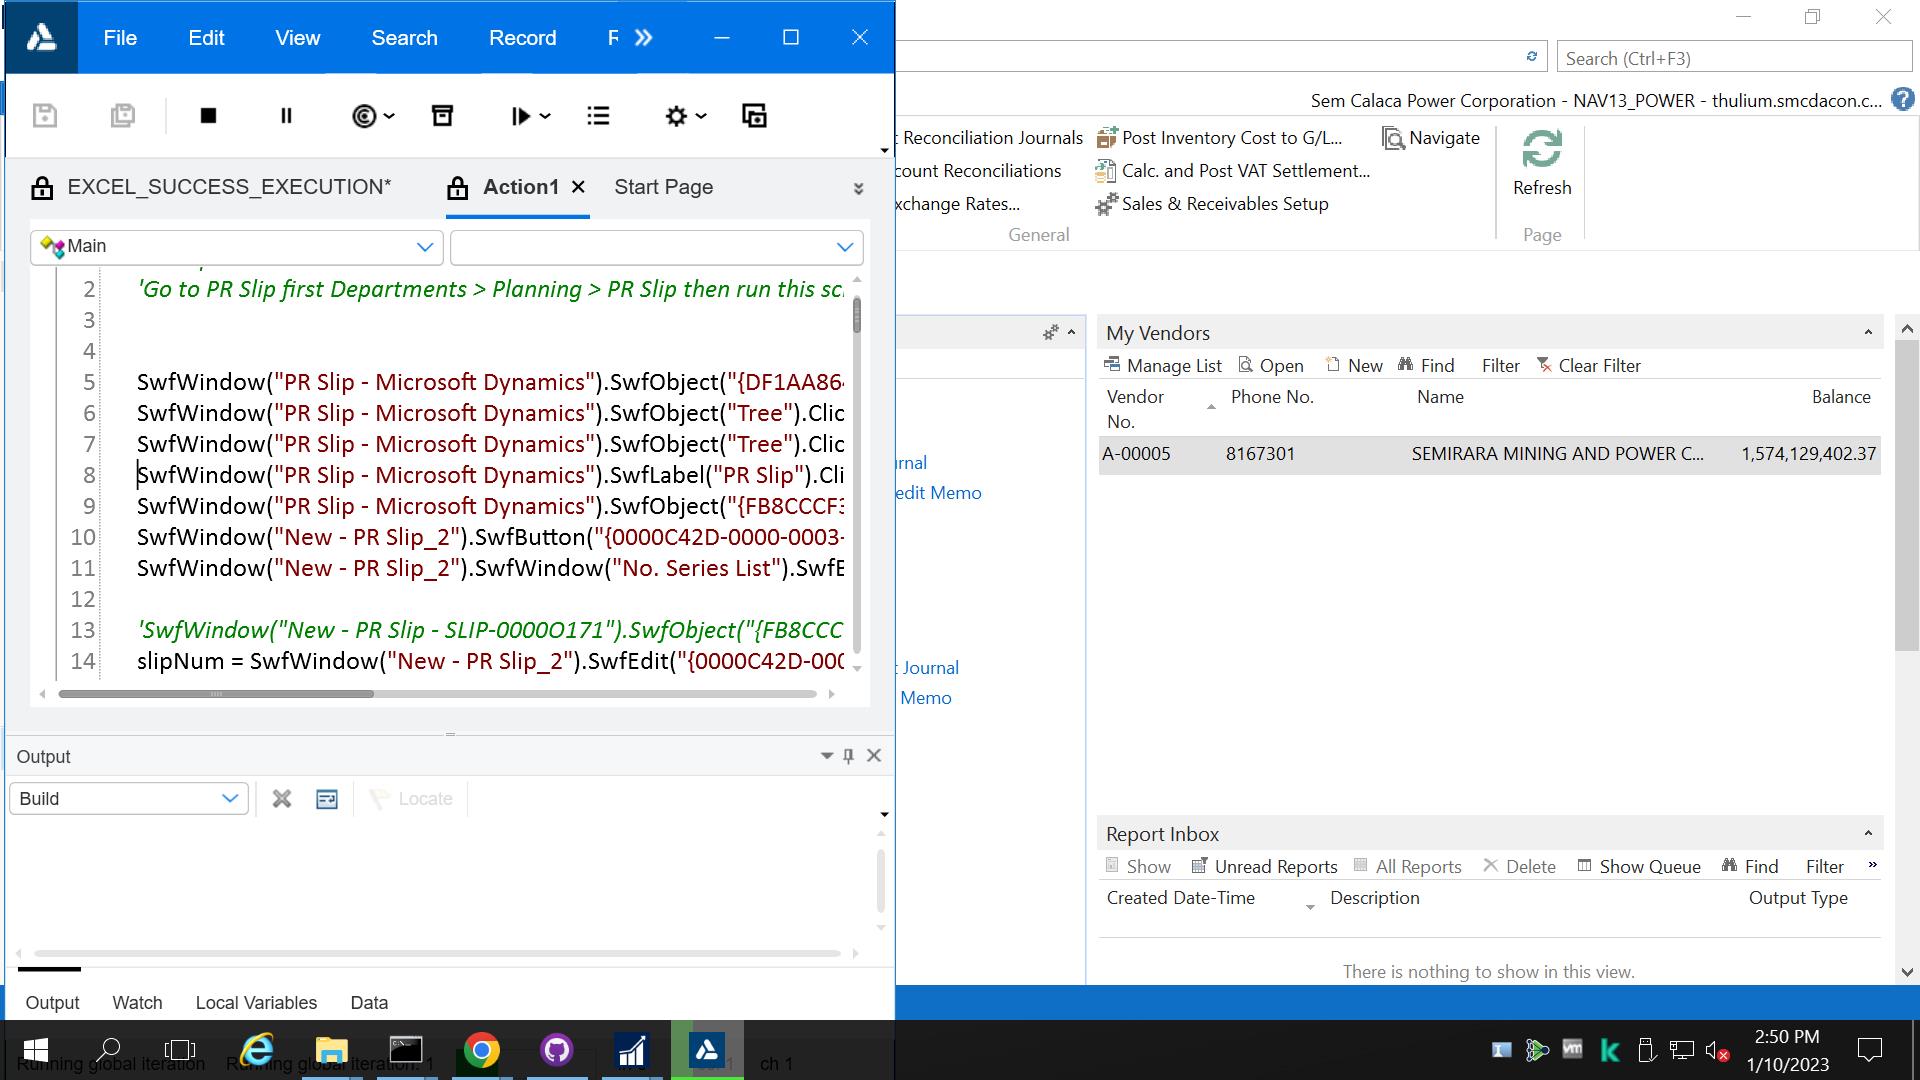 File Edit View Search Record
Search (Ctrl+F3)
Sem Calaca Power Corporation - NAV13_POWER - thulium.smcdacon.c...
Reconciliation Journals Post Inventory Cost to G/L... Navigate
count Reconciliations Calc. and Post VAT Settlement...
xchange Rates... Sales & Receivables Setup
Refresh
General Page
EXCEL_SUCCESS_EXECUTION* Action1 Start Page
Main
2 'Go to PR Slip first Departments > Planning > PR Slip then run this sc
3
4
5 SwfWindow("PR Slip - Microsoft Dynamics").SwfObject("{DF1AA864
6 SwfWindow("PR Slip - Microsoft Dynamics").SwfObject("Tree").Clic
7 SwfWindow("PR Slip - Microsoft Dynamics").SwfObject("Tree").Clic
8 SwfWindow("PR Slip - Microsoft Dynamics").SwfLabel("PR Slip").Cli
9 SwfWindow("PR Slip - Microsoft Dynamics").SwfObject("{FB8CCCF3
10 SwfWindow("New - PR Slip_2").SwfButton("{0000C42D-0000-0003-
11 SwfWindow("New - PR Slip_2").SwfWindow("No. Series List").SwfB
12
13 'SwfWindow("New - PR Slip - SLIP-0000O171").SwfObject("{FB8CCC
14 slipNum = SwfWindow("New - PR Slip_2").SwfEdit("{0000C42D-000
My Vendors
Manage List Open New Find Filter Clear Filter
Vendor No. Phone No. Name Balance
A-00005 8167301 SEMIRARA MINING AND POWER C... 1,574,129,402.37
rnal
edit Memo
Journal
Memo
Report Inbox
Show Unread Reports All Reports Delete Show Queue Find Filter »
Created Date-Time Description Output Type
There is nothing to show in this view.
Output
Build Locate
Output Watch Local Variables Data
Running global iteration Running global iteration: 1 ch 1
2:50 PM
1/10/2023